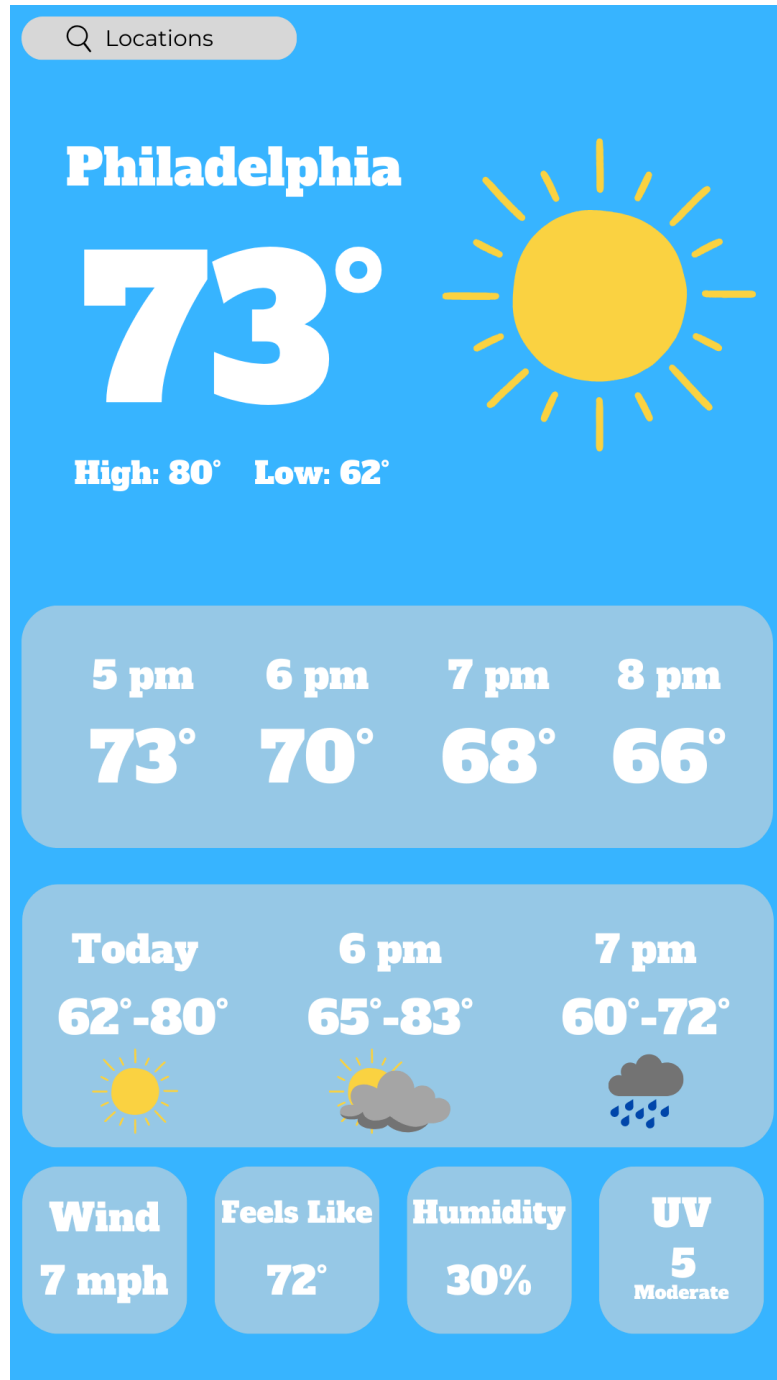 Locations
Philadelphia
73°
High: 80° Low: 62°
5 pm 6 pm 7 pm 8 pm
73° 70° 68° 66°
Today 6 pm 7 pm
62°-80° 65°-83° 60°-72°
Wind Feels Like Humidity UV
7 mph 72° 30% 5
Moderate